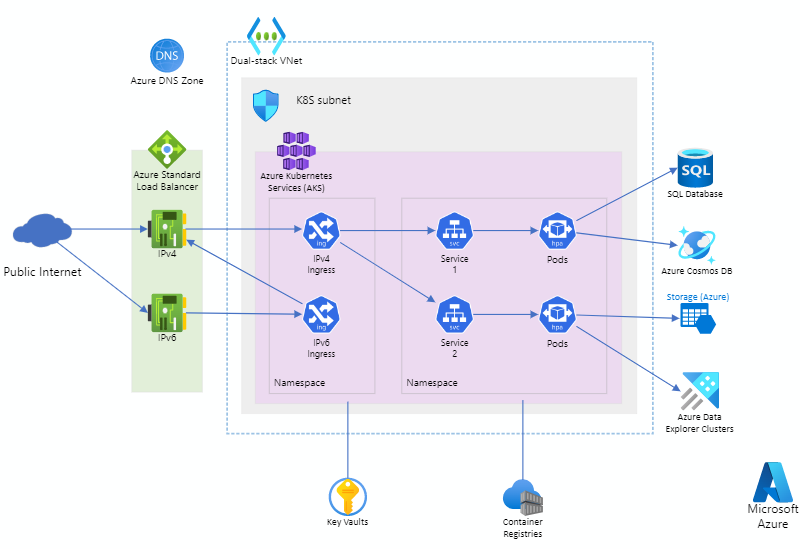 Dual-stack VNet
DNS
Azure DNS Zone
K8S subnet
Azure Standard
Load Balancer
Azure Kubernetes
Services (AKS)
SQL
SQL Database
Public Internet
IPv4
ing
IPv4
Ingress
svc
Service
1
hpa
Pods
Azure Cosmos DB
Storage (Azure)
IPv6
ing
IPv6
Ingress
svc
Service
2
hpa
Pods
Namespace
Namespace
Azure Data
Explorer Clusters
Key Vaults
Container
Registries
Microsoft
Azure